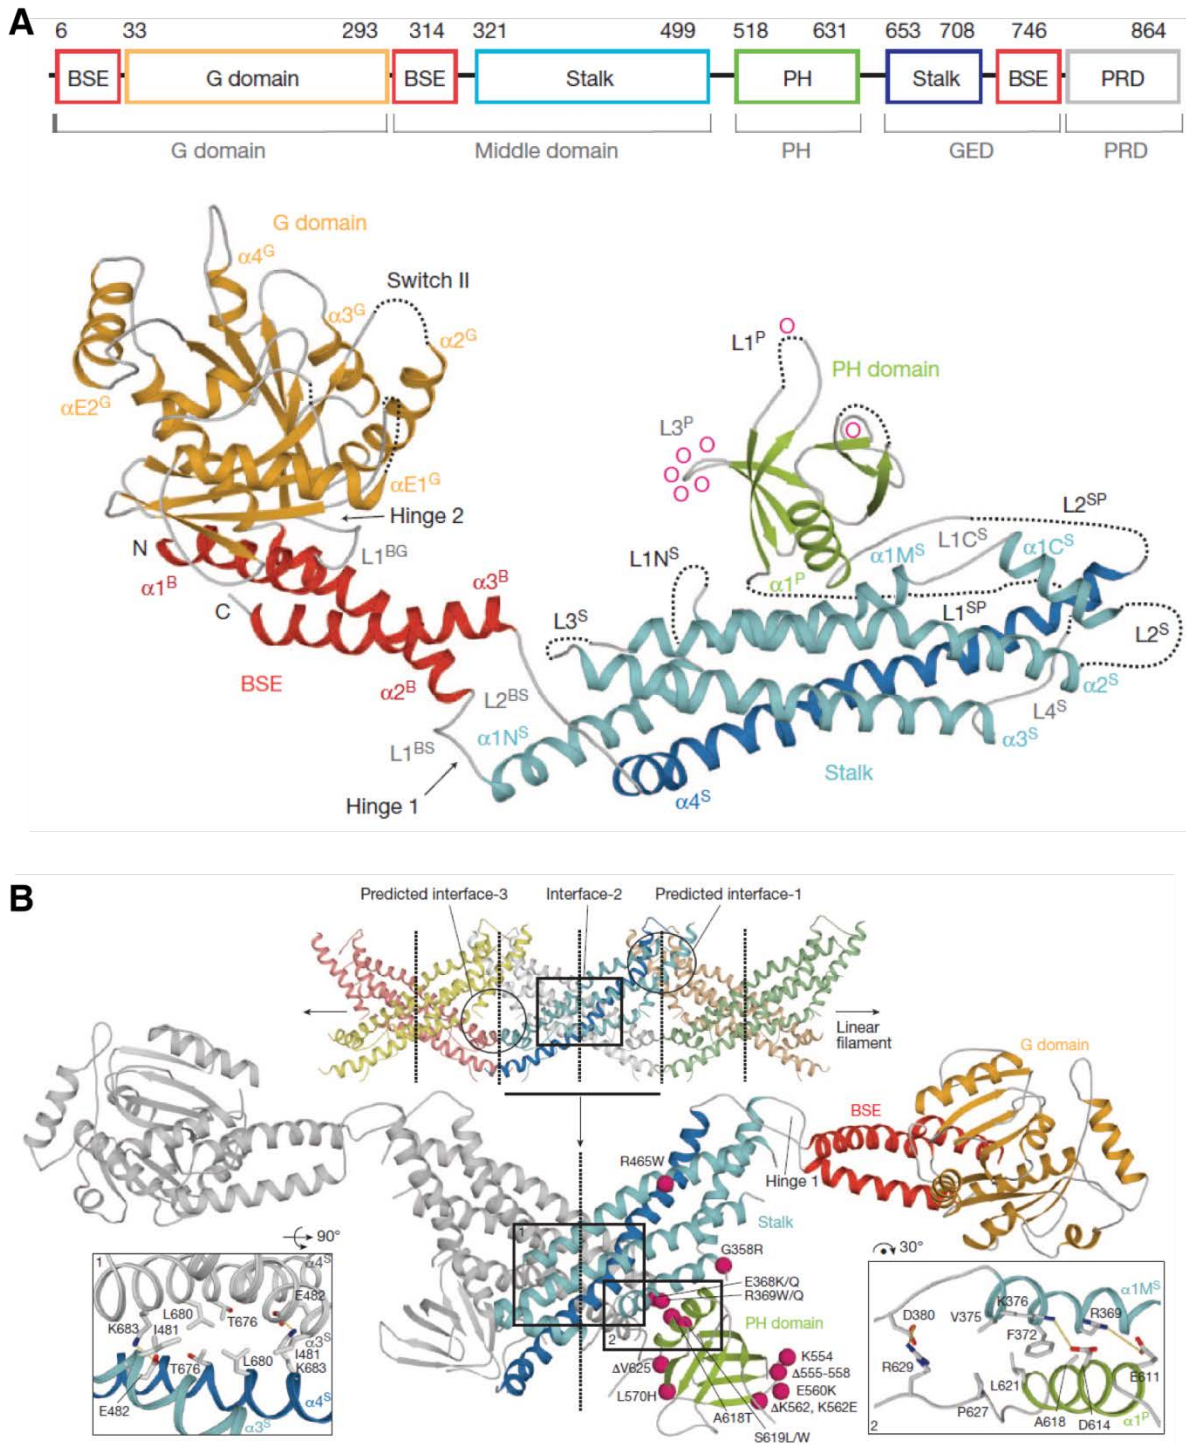 A
6 33 293 314 321 499 518 631 653 708 746 864
BSE G domain BSE Stalk PH Stalk BSE PRD
G domain Middle domain PH GED PRD
G domain
α4G
Switch II
α3G
α2G
αE2G
αE1G
Hinge 2
N
L1BG
α1B
α3B
C
BSE
α2B
L2BS
L1BS
α1NS
Hinge 1
L1P
PH domain
L3P
L2SP
L1CS
α1MS
α1CS
L1NS
α1P
L3S
L1SP
L2S
α2S
L4S
α3S
Stalk
α4S
B
Predicted interface-3 Interface-2 Predicted interface-1
Linear
filament
G domain
BSE
R465W
Hinge 1
Stalk
G358R
E368K/Q
R369W/Q
PH domain
1
2
ΔV625
L570H
K554
Δ555-558
E560K
ΔK562, K562E
A618T
S619L/W
90°
1
α4S
E482
L680
T676
K683
I481
α3S
I481
T676
L680
K683
E482
α4S
α3S
30°
K376
α1MS
D380
V375
R369
F372
R629
L621
E611
P627
A618
D614
α1P
2